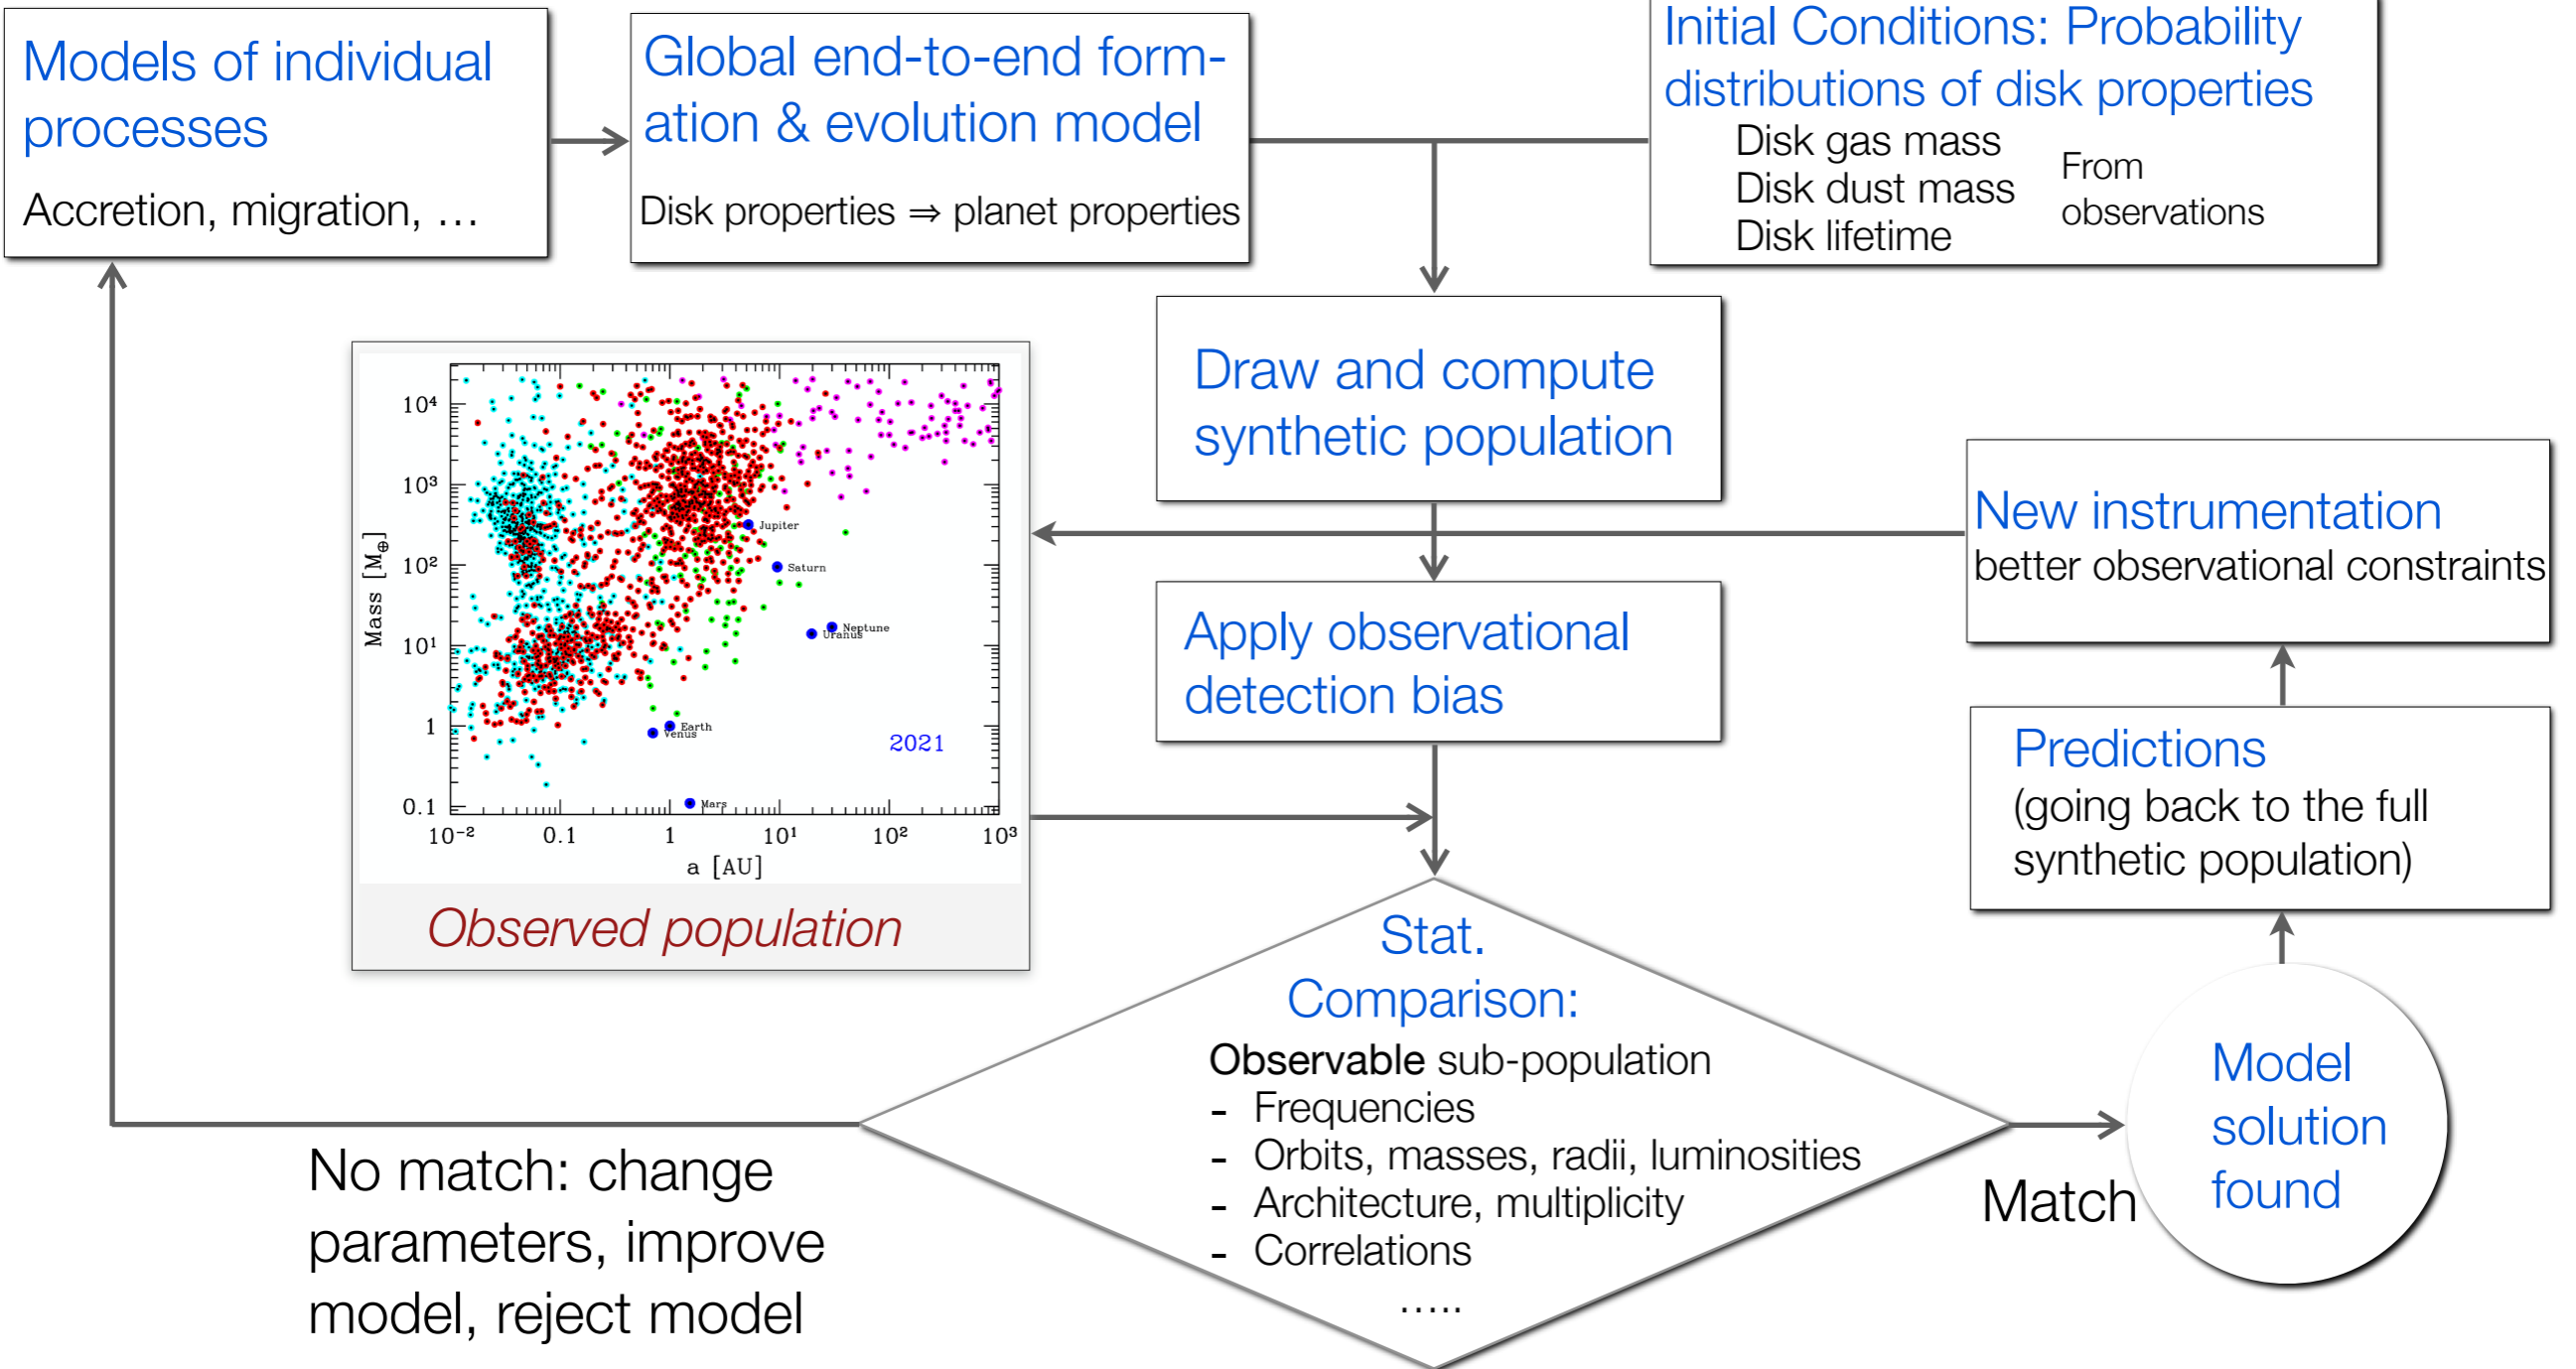 Models of individual
processes
Accretion, migration, …
Global end-to-end form-
ation & evolution model
Disk properties ⇒ planet properties
Initial Conditions: Probability
distributions of disk properties
Disk gas mass
Disk dust mass
Disk lifetime
From
observations
Draw and compute
synthetic population
New instrumentation
better observational constraints
Apply observational
detection bias
Predictions
(going back to the full
synthetic population)
Mass [M⊕]
10⁴
10³
10²
10¹
1
0.1
Jupiter
Saturn
Neptune
Uranus
Earth
Venus
Mars
2021
10⁻² 0.1 1 10¹ 10² 10³
a [AU]
Observed population
Stat.
Comparison:
Observable sub-population
- Frequencies
- Orbits, masses, radii, luminosities
- Architecture, multiplicity
- Correlations
.....
Match
Model
solution
found
No match: change
parameters, improve
model, reject model